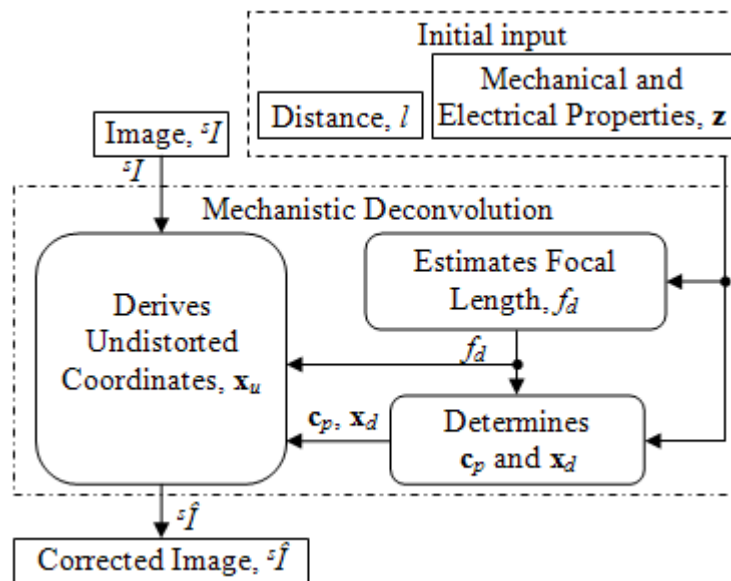 Initial input
Mechanical and
Electrical Properties, z
Distance, l
Image, ˢI
ˢI
Mechanistic Deconvolution
Estimates Focal
Length, f_d
Derives
Undistorted
Coordinates, x_u
f_d
c_p, x_d
Determines
c_p and x_d
ˢÎ
Corrected Image, ˢÎ